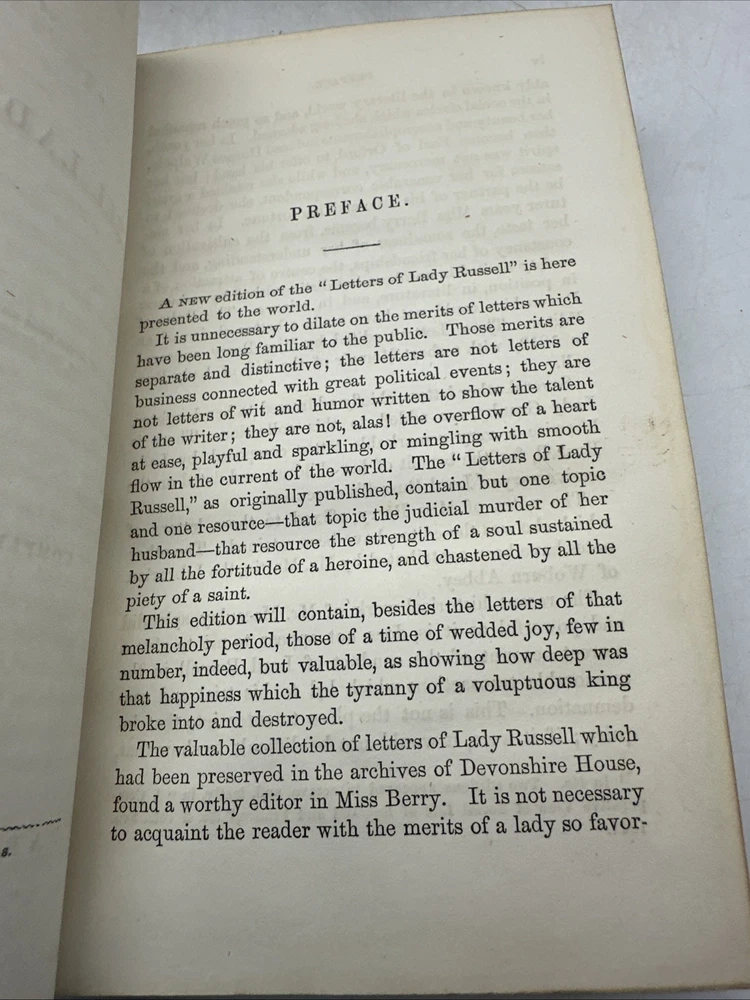 PREFACE.
A NEW edition of the “Letters of Lady Russell” is here
presented to the world.
It is unnecessary to dilate on the merits of letters which
have been long familiar to the public. Those merits are
separate and distinctive; the letters are not letters of
business connected with great political events; they are
not letters of wit and humor written to show the talent
of the writer; they are not, alas! the overflow of a heart
at ease, playful and sparkling, or mingling with smooth
flow in the current of the world. The “Letters of Lady
Russell,” as originally published, contain but one topic
and one resource—that topic the judicial murder of her
husband—that resource the strength of a soul sustained
by all the fortitude of a heroine, and chastened by all the
piety of a saint.
This edition will contain, besides the letters of that
melancholy period, those of a time of wedded joy, few in
number, indeed, but valuable, as showing how deep was
that happiness which the tyranny of a voluptuous king
broke into and destroyed.
The valuable collection of letters of Lady Russell which
had been preserved in the archives of Devonshire House,
found a worthy editor in Miss Berry. It is not necessary
to acquaint the reader with the merits of a lady so favor-